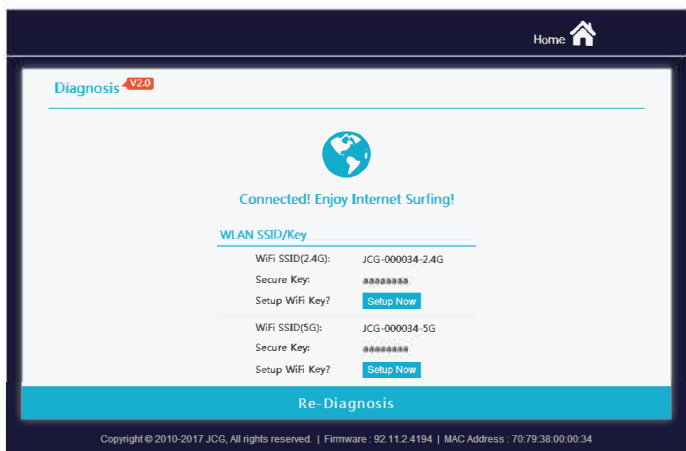 Home
Diagnosis V2.0
Connected! Enjoy Internet Surfing!
WLAN SSID/Key
WiFi SSID(2.4G): JCG-000034-2.4G
Secure Key: aaaaaaaa
Setup WiFi Key? Setup Now
WiFi SSID(5G): JCG-000034-5G
Secure Key: aaaaaaaa
Setup WiFi Key? Setup Now
Re-Diagnosis
Copyright © 2010-2017 JCG, All rights reserved. | Firmware : 92.11.2.4194 | MAC Address : 70:79:38:00:00:34